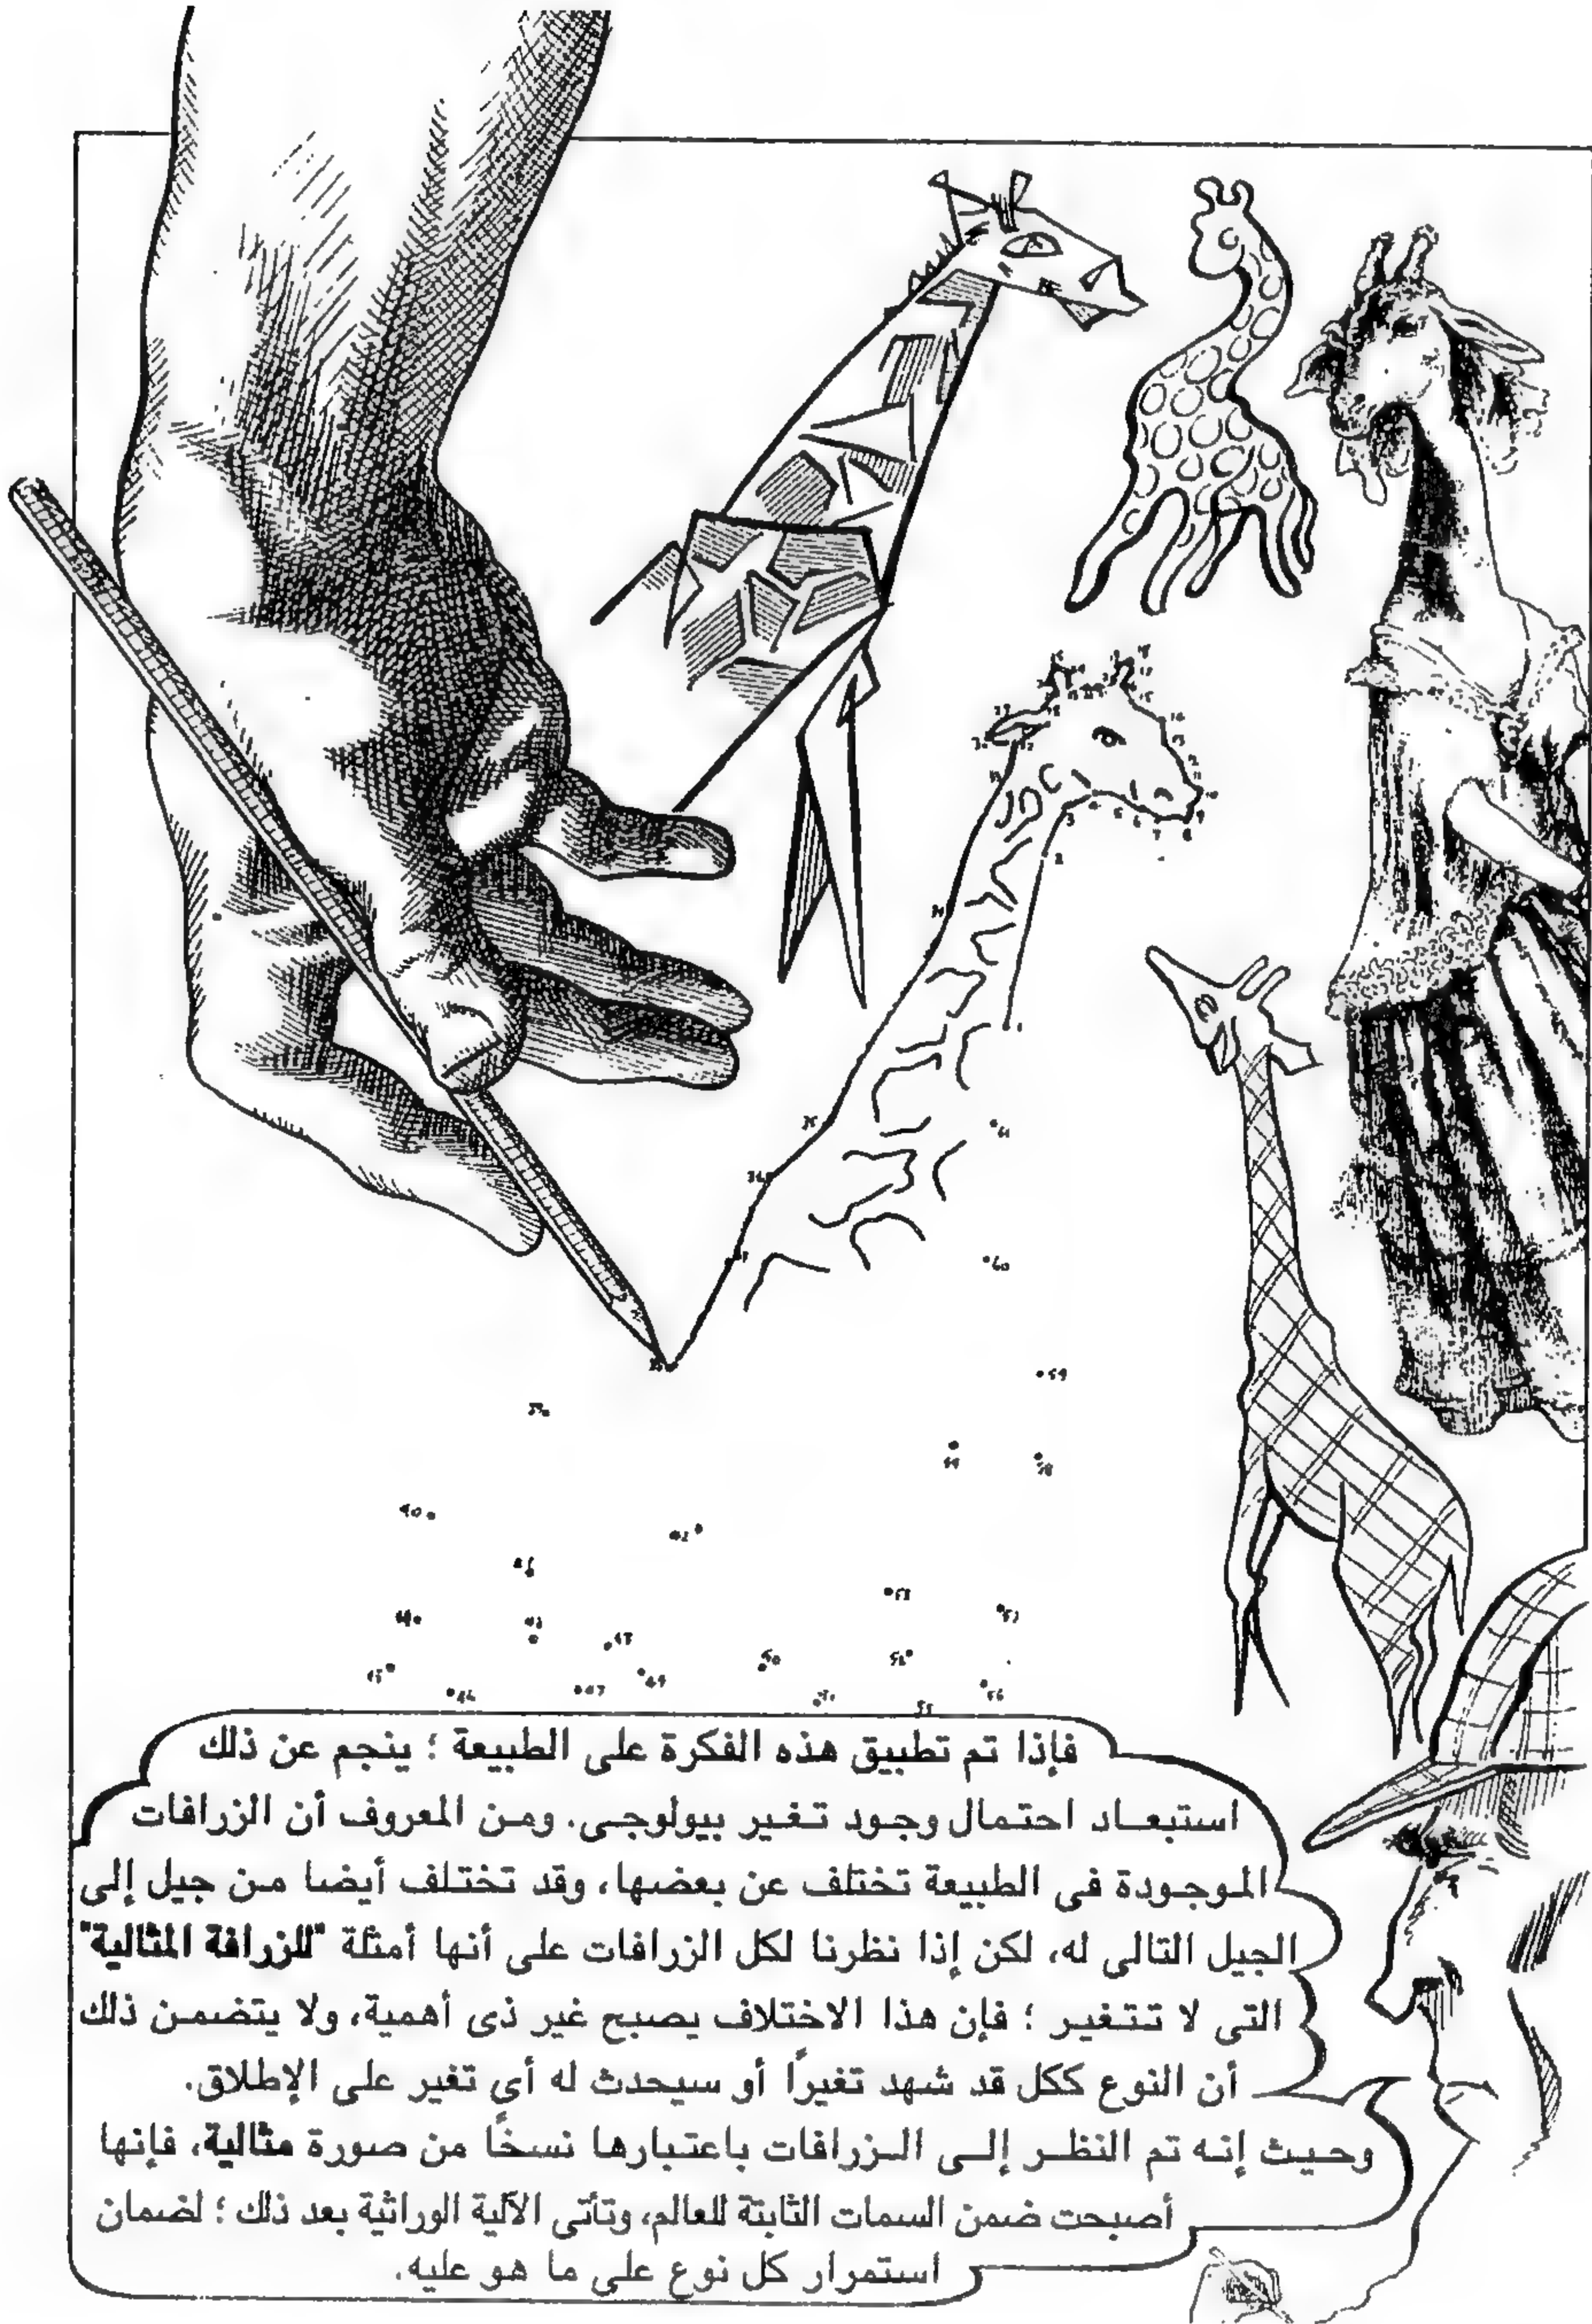 فإذا تم تطبيق هذه الفكرة على الطبيعة ؛ ينجم عن ذلك
استبعـاد احتمال وجود تغير بيولوجى. ومن المعروف أن الزرافات
الموجودة فى الطبيعة تختلف عن بعضها، وقد تختلف أيضا من جيل إلى
الجيل التالى له، لكن إذا نظرنا لكل الزرافات على أنها أمثلة "للزرافة المثالية"
التى لا تتغير ؛ فإن هذا الاختلاف يصبح غير ذى أهمية، ولا يتضمن ذلك
أن النوع ككل قد شهد تغيرًا أو سيحدث له أى تغير على الإطلاق.
وحيث إنه تم النظر إلى الزرافات باعتبارها نسخًا من صورة مثالية، فإنها
أصبحت ضمن السمات الثابتة للعالم، وتأتى الآلية الوراثية بعد ذلك ؛ لضمان
استمرار كل نوع على ما هو عليه.